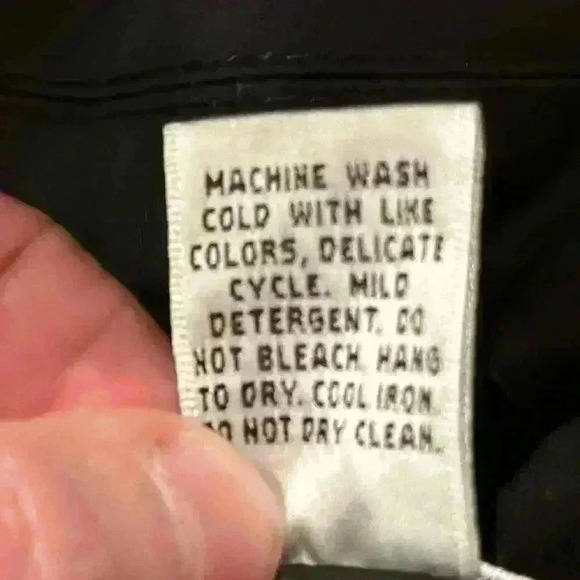 MACHINE WASH
COLD WITH LIKE
COLORS, DELICATE
CYCLE. MILD
DETERGENT. DO
NOT BLEACH. HANG
TO DRY. COOL IRON.
DO NOT DRY CLEAN.